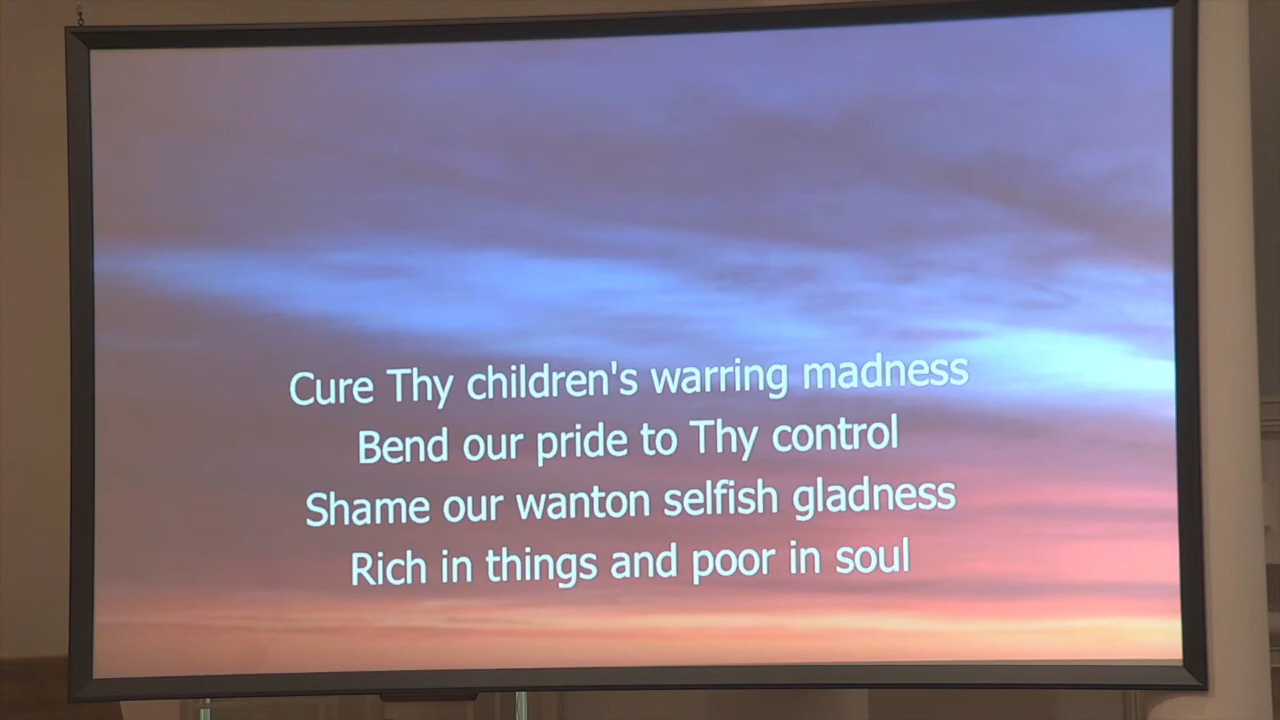 Cure Thy children's warring madness
Bend our pride to Thy control
Shame our wanton selfish gladness
Rich in things and poor in soul